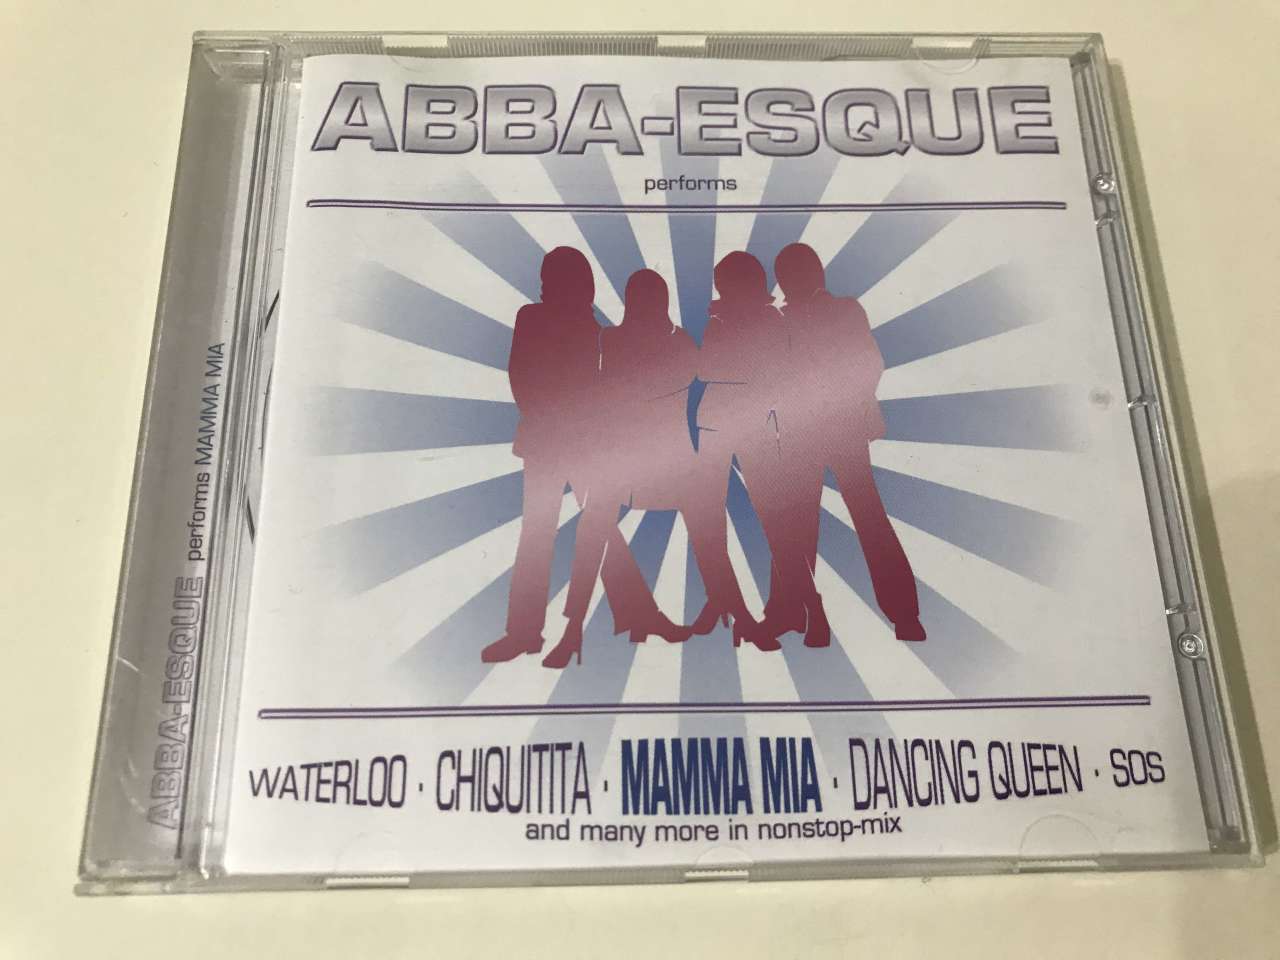 ABBA-ESQUE
performs
WATERLOO · CHIQUITITA · MAMMA MIA · DANCING QUEEN · SOS
and many more in nonstop-mix
ABBA-ESQUE performs MAMMA MIA